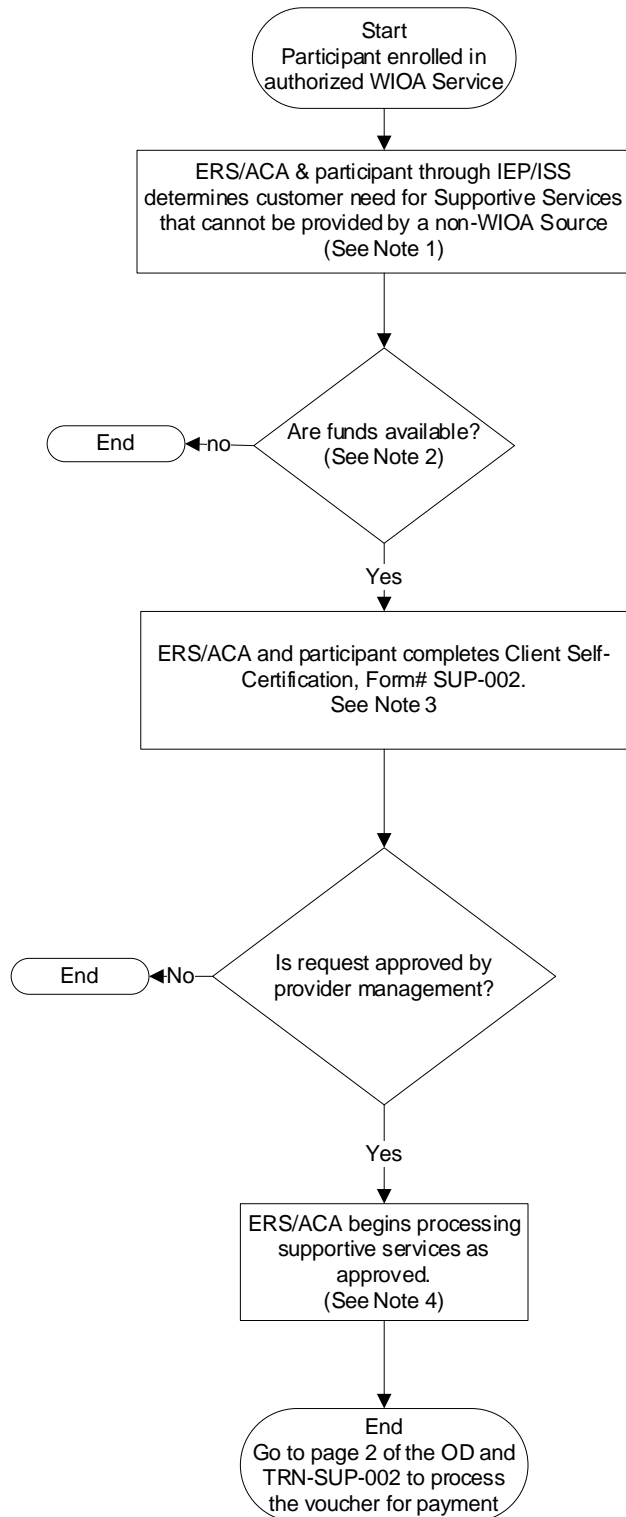 Start
Participant enrolled in
authorized WIOA Service
ERS/ACA & participant through IEP/ISS
determines customer need for Supportive Services
that cannot be provided by a non-WIOA Source
(See Note 1)
Are funds available?
(See Note 2)
no
End
Yes
ERS/ACA and participant completes Client Self-
Certification, Form# SUP-002.
See Note 3
Is request approved by
provider management?
No
End
Yes
ERS/ACA begins processing
supportive services as
approved.
(See Note 4)
End
Go to page 2 of the OD and
TRN-SUP-002 to process
the voucher for payment